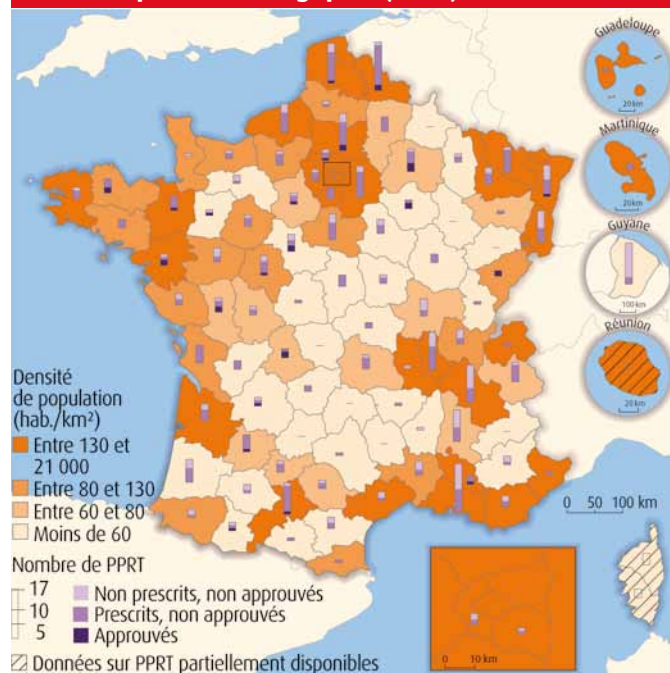 Guadeloupe
20 km
Martinique
20 km
Guyane
100 km
Réunion
20 km
Densité
de population
(hab./km²)
Entre 130 et
21 000
Entre 80 et 130
Entre 60 et 80
Moins de 60
0 50 100 km
Nombre de PPRT
17
10
5
Non prescrits, non approuvés
Prescrits, non approuvés
Approuvés
Données sur PPRT partiellement disponibles
0 10 km